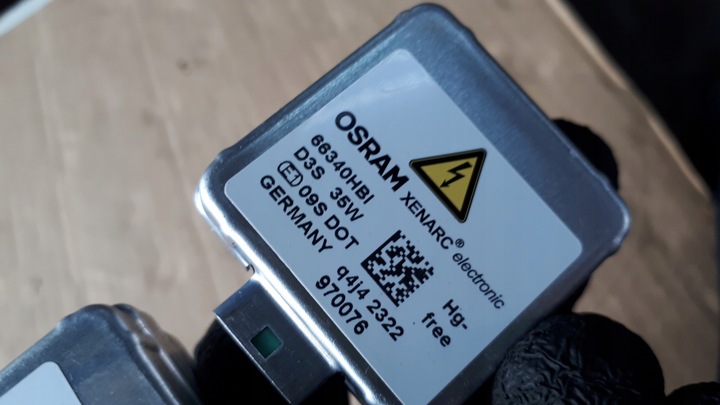 OSRAM XENARC® electronic
66340HBI
D3S 35W
E1 09S DOT
GERMANY
q4j4 2322
970076
Hg-
free